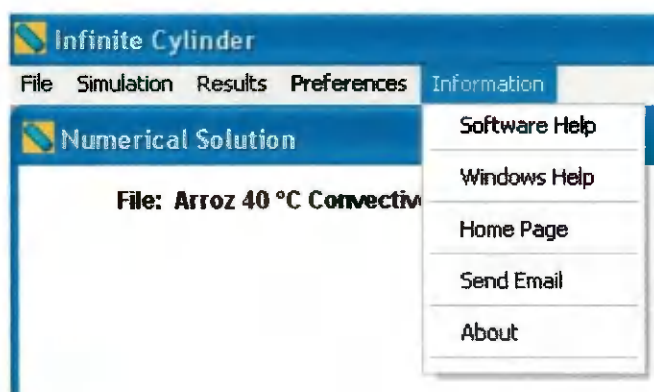 Infinite Cylinder
File Simulation Results Preferences Information
Numerical Solution
File: Arroz 40 °C
Software Help
Windows Help
Home Page
Send Email
About